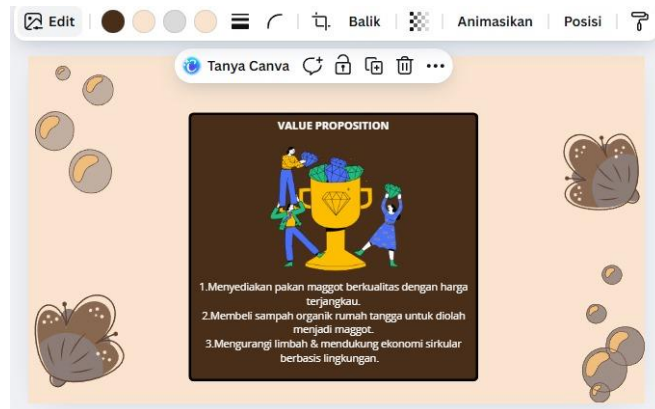 Edit
Balik
Animasikan
Posisi
Tanya Canva
VALUE PROPOSITION
1.Menyediakan pakan maggot berkualitas dengan harga
terjangkau.
2.Membeli sampah organik rumah tangga untuk diolah
menjadi maggot.
3.Mengurangi limbah & mendukung ekonomi sirkular
berbasis lingkungan.